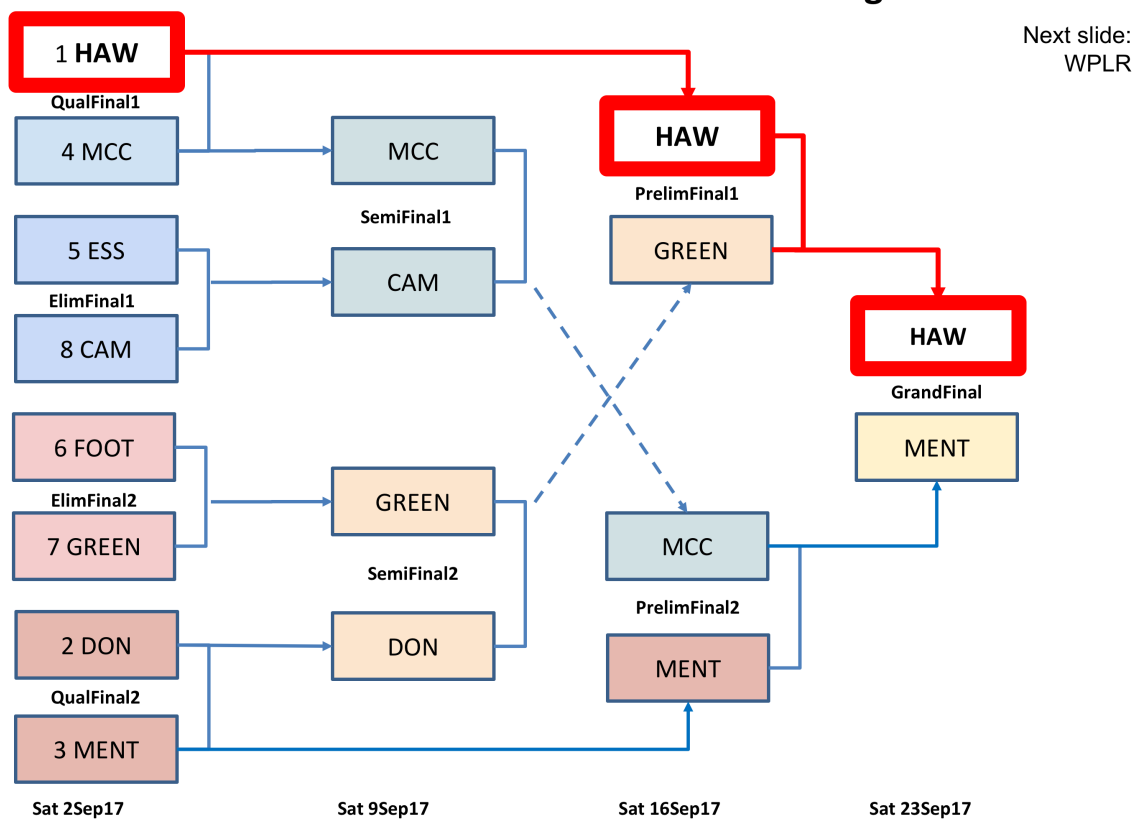 Next slide:
WPLR
1 HAW
QualFinal1
4 MCC
5 ESS
ElimFinal1
8 CAM
6 FOOT
ElimFinal2
7 GREEN
2 DON
QualFinal2
3 MENT
Sat 2Sep17
MCC
SemiFinal1
CAM
GREEN
SemiFinal2
DON
Sat 9Sep17
HAW
PrelimFinal1
GREEN
MCC
PrelimFinal2
MENT
Sat 16Sep17
HAW
GrandFinal
MENT
Sat 23Sep17